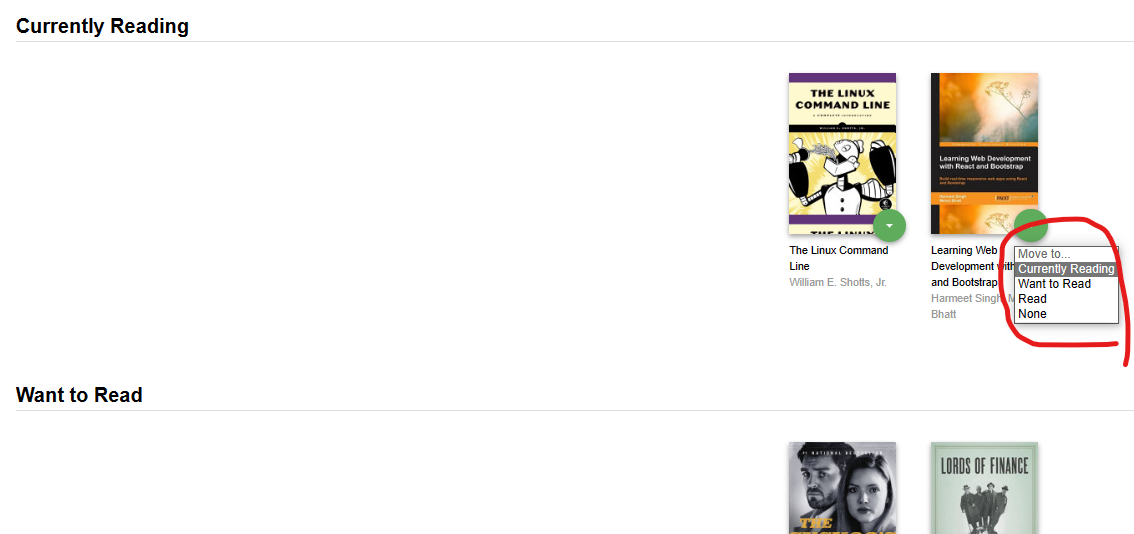 Currently Reading
THE LINUX
COMMAND LINE
A COMPLETE INTRODUCTION
WILLIAM E. SHOTTS, JR.
THE LINUX
Learning Web Development
with React and Bootstrap
Build real-time responsive web apps using React
and Bootstrap
Harmeet Singh
Mehul Bhatt
PACKT
The Linux Command
Line
William E. Shotts, Jr.
Learning Web
Development with
and Bootstrap
Harmeet Singh, M
Bhatt
Move to...
Currently Reading
Want to Read
Read
None
Want to Read
#1 NATIONAL BESTSELLER
THE
LORDS OF FINANCE